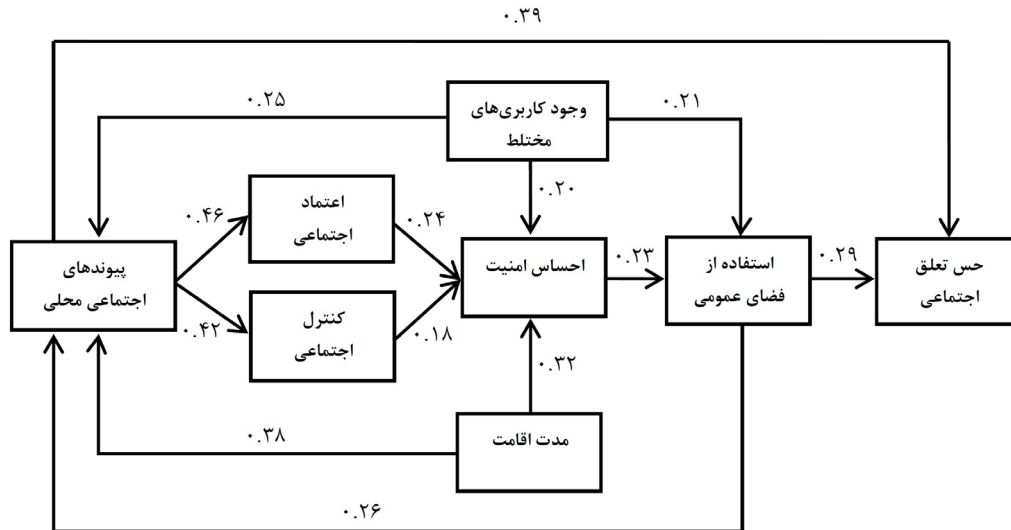 ۰.۳۹
۰.۲۵
وجود کاربری‌های
مختلط
۰.۲۱
۰.۲۰
۰.۴۶
اعتماد
اجتماعی
۰.۲۴
پیوندهای
اجتماعی محلی
احساس امنیت
۰.۲۳
استفاده از
فضای عمومی
۰.۲۹
حس تعلق
اجتماعی
۰.۴۲
کنترل
اجتماعی
۰.۱۸
۰.۳۲
۰.۳۸
مدت اقامت
۰.۲۶